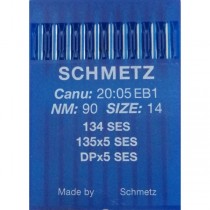 SCHMETZ
Canu: 20:05 EB1
NM: 90 SIZE: 14
134 SES
135x5 SES
DPx5 SES
Made by Schmetz